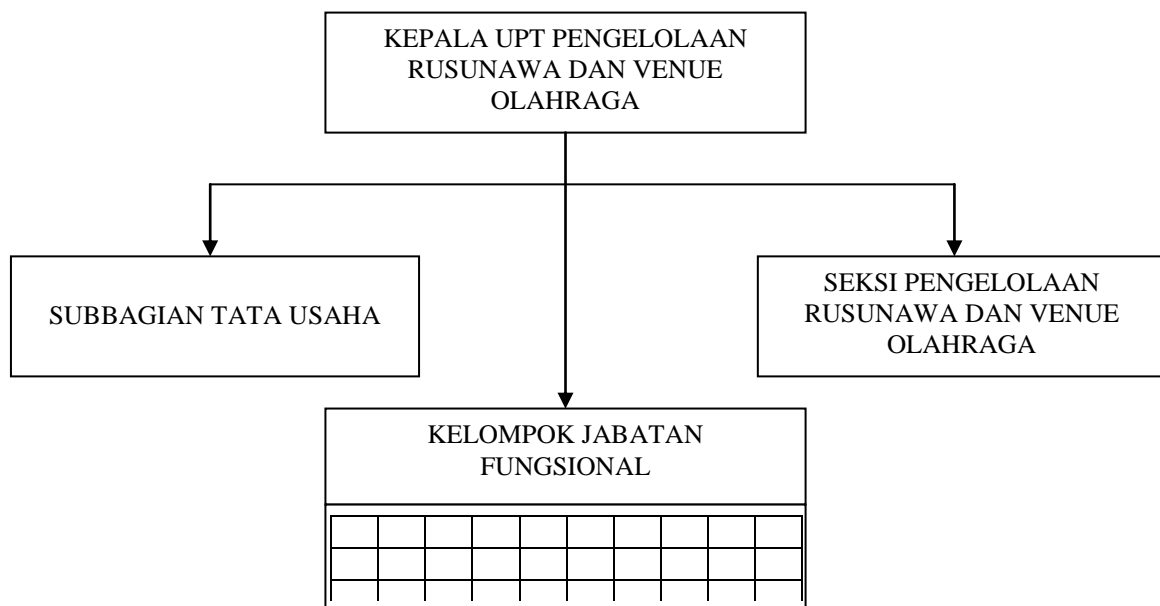 KEPALA UPT PENGELOLAAN
RUSUNAWA DAN VENUE
OLAHRAGA
SUBBAGIAN TATA USAHA
SEKSI PENGELOLAAN
RUSUNAWA DAN VENUE
OLAHRAGA
KELOMPOK JABATAN
FUNGSIONAL